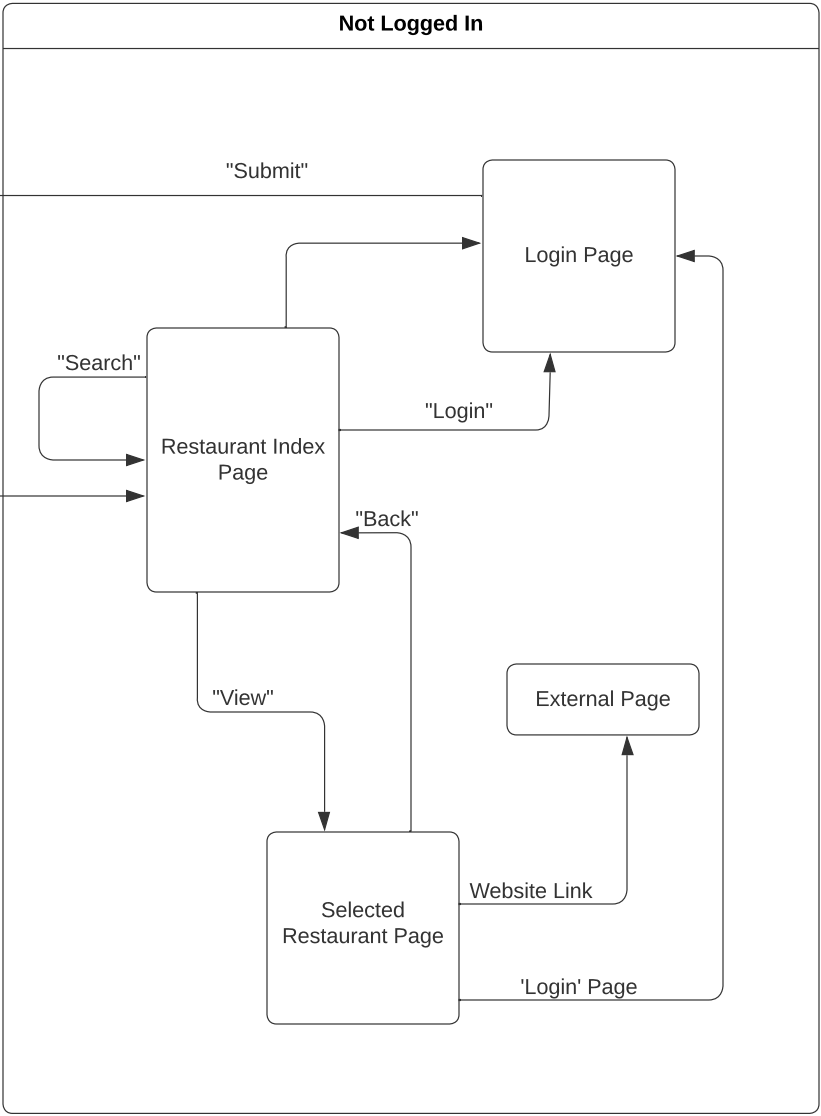 Not Logged In
"Submit"
Login Page
"Search"
"Login"
Restaurant Index
Page
"Back"
"View"
External Page
Website Link
Selected
Restaurant Page
'Login' Page